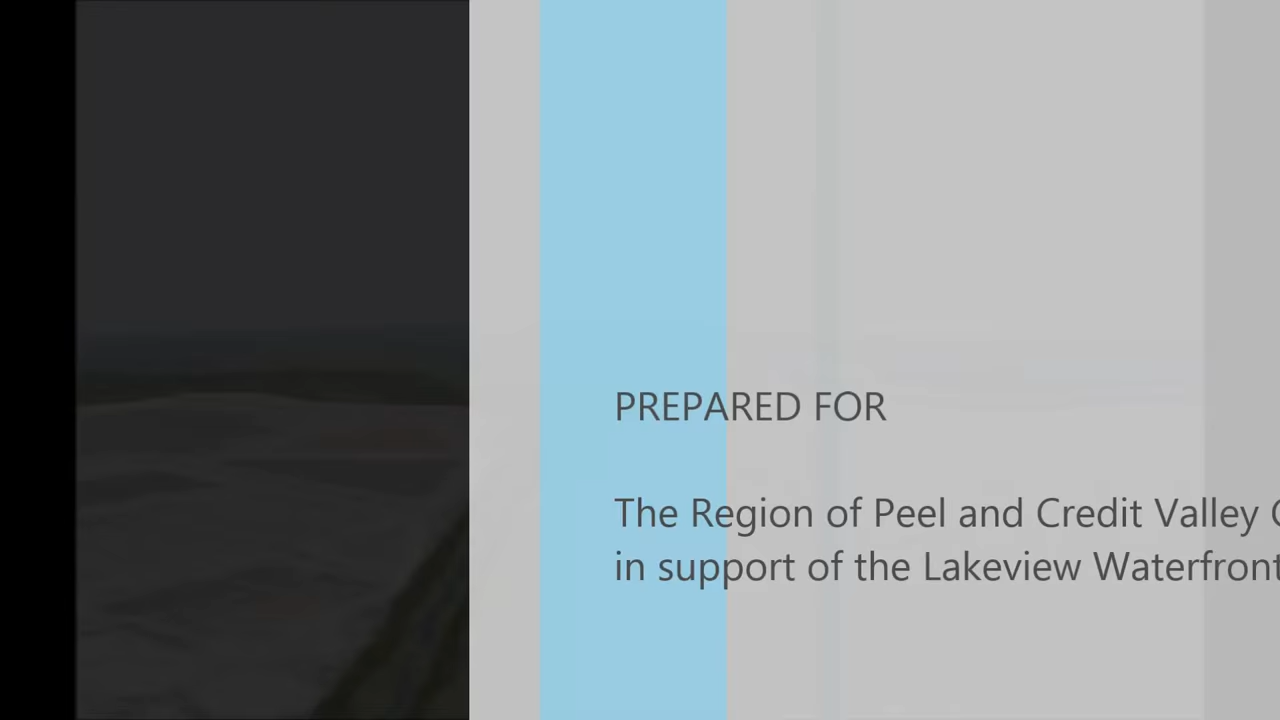 PREPARED FOR
The Region of Peel and Credit Valley
in support of the Lakeview Waterfront